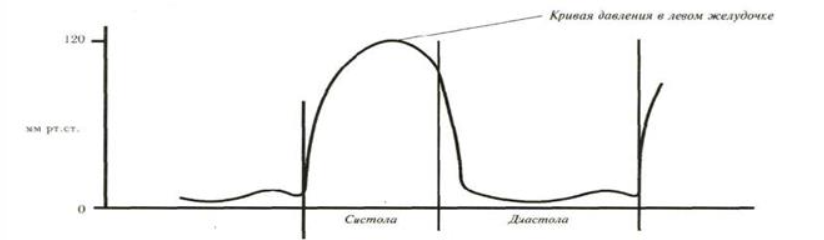 Кривая давления в левом желудочке
120
мм рт.ст.
0
Систола
Диастола